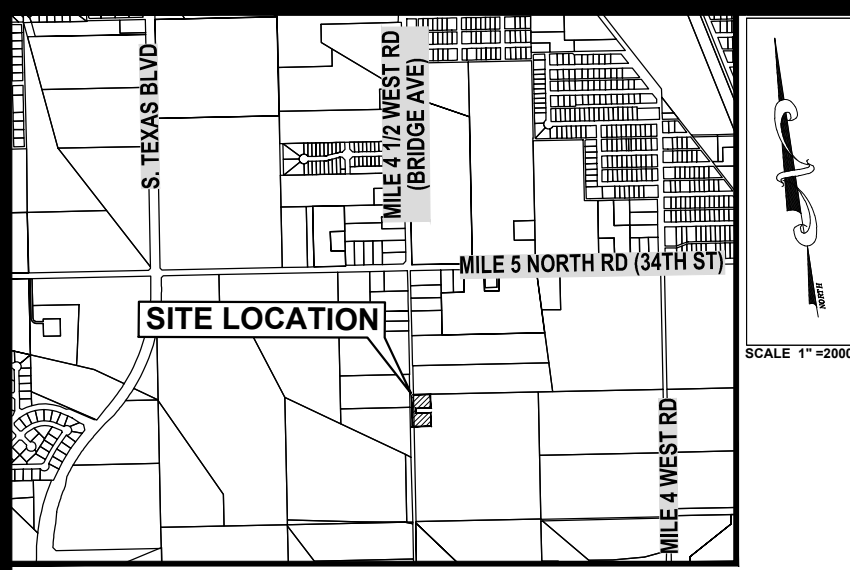 S. TEXAS BLVD
MILE 4 1/2 WEST RD
(BRIDGE AVE)
MILE 5 NORTH RD (34TH ST)
SITE LOCATION
MILE 4 WEST RD
NORTH
SCALE 1" =2000